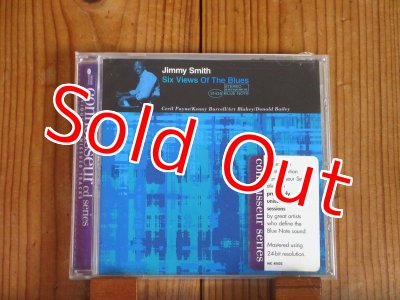 Jimmy Smith
Six Views Of The Blues
STEREO
BLUE NOTE
Cecil Payne/Kenny Burrell/Art Blakey/Donald Bailey
Sold Out
connoisseur cd series
connoisseur series
sessions
by great artists
who define the
Blue Note sound
Mastered using
24-bit resolution.